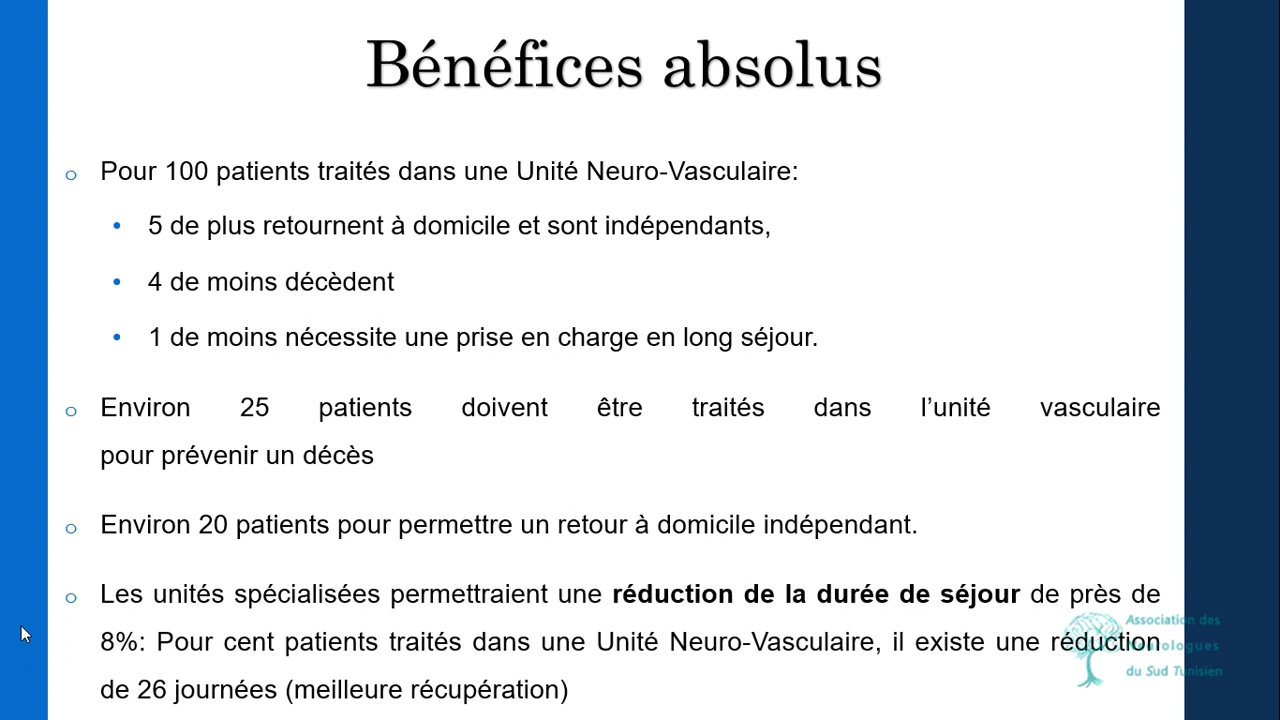 Bénéfices absolus
Pour 100 patients traités dans une Unité Neuro-Vasculaire:
5 de plus retournent à domicile et sont indépendants,
4 de moins décèdent
1 de moins nécessite une prise en charge en long séjour.
Environ 25 patients doivent être traités dans l’unité vasculaire
pour prévenir un décès
Environ 20 patients pour permettre un retour à domicile indépendant.
Les unités spécialisées permettraient une réduction de la durée de séjour de près de
8%: Pour cent patients traités dans une Unité Neuro-Vasculaire, il existe une réduction
de 26 journées (meilleure récupération)
Association des
Neurologues
du Sud Tunisien